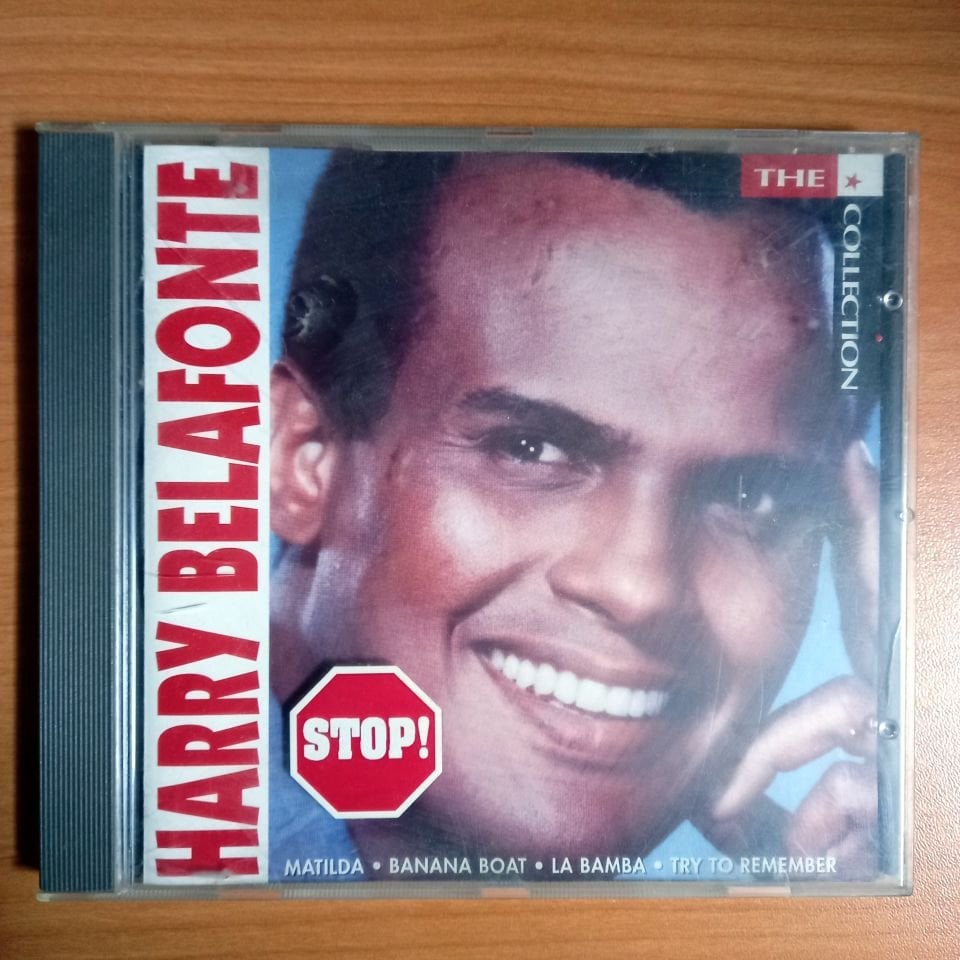 HARRY BELAFONTE
THE
COLLECTION
STOP!
MATILDA • BANANA BOAT • LA BAMBA • TRY TO REMEMBER